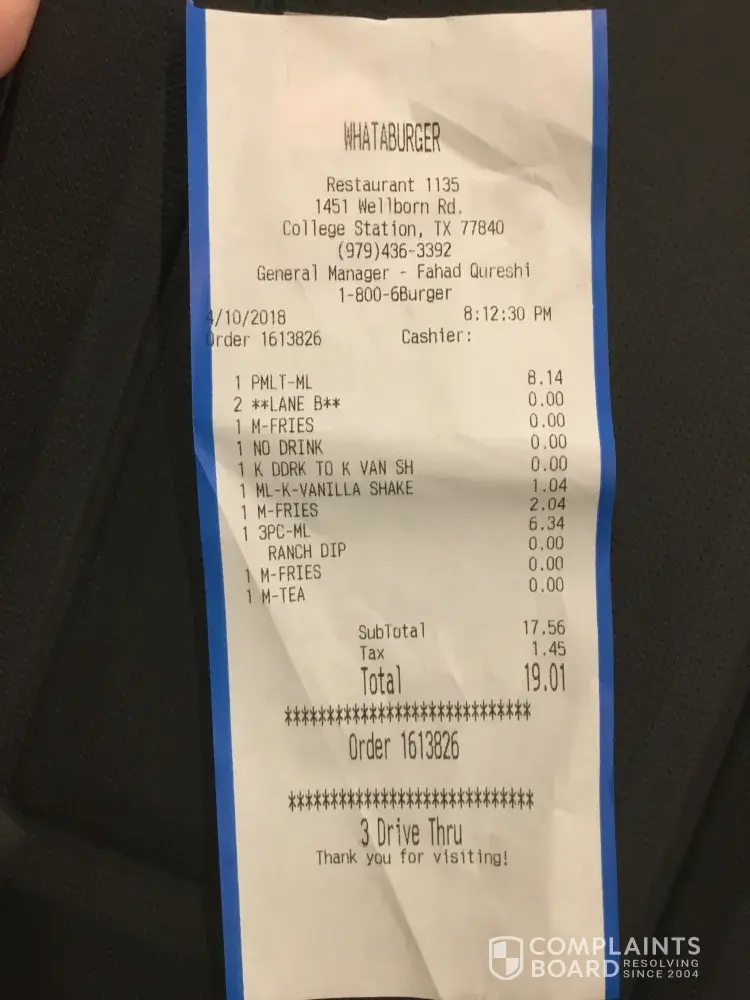 WHATABURGER
Restaurant 1135
1451 Wellborn Rd.
College Station, TX 77840
(979)436-3392
General Manager - Fahad Qureshi
1-800-6Burger
4/10/2018 8:12:30 PM
Order 1613826 Cashier:
1 PMLT-ML 8.14
2 **LANE B** 0.00
1 M-FRIES 0.00
1 NO DRINK 0.00
1 K DDRK TO K VAN SH 0.00
1 ML-K-VANILLA SHAKE 1.04
1 M-FRIES 2.04
1 3PC-ML 6.34
RANCH DIP 0.00
1 M-FRIES 0.00
1 M-TEA 0.00
SubTotal 17.56
Tax 1.45
Total 19.01
****************************
Order 1613826
****************************
3 Drive Thru
Thank you for visiting!
COMPLAINTS
BOARD RESOLVING
SINCE 2004